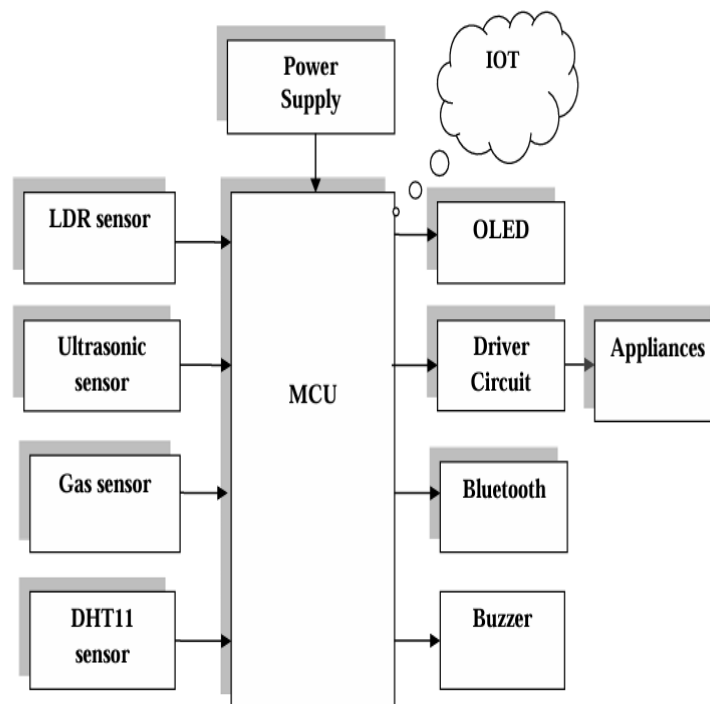 Power
Supply
IOT
LDR sensor
OLED
Ultrasonic
sensor
MCU
Driver
Circuit
Appliances
Gas sensor
Bluetooth
DHT11
sensor
Buzzer